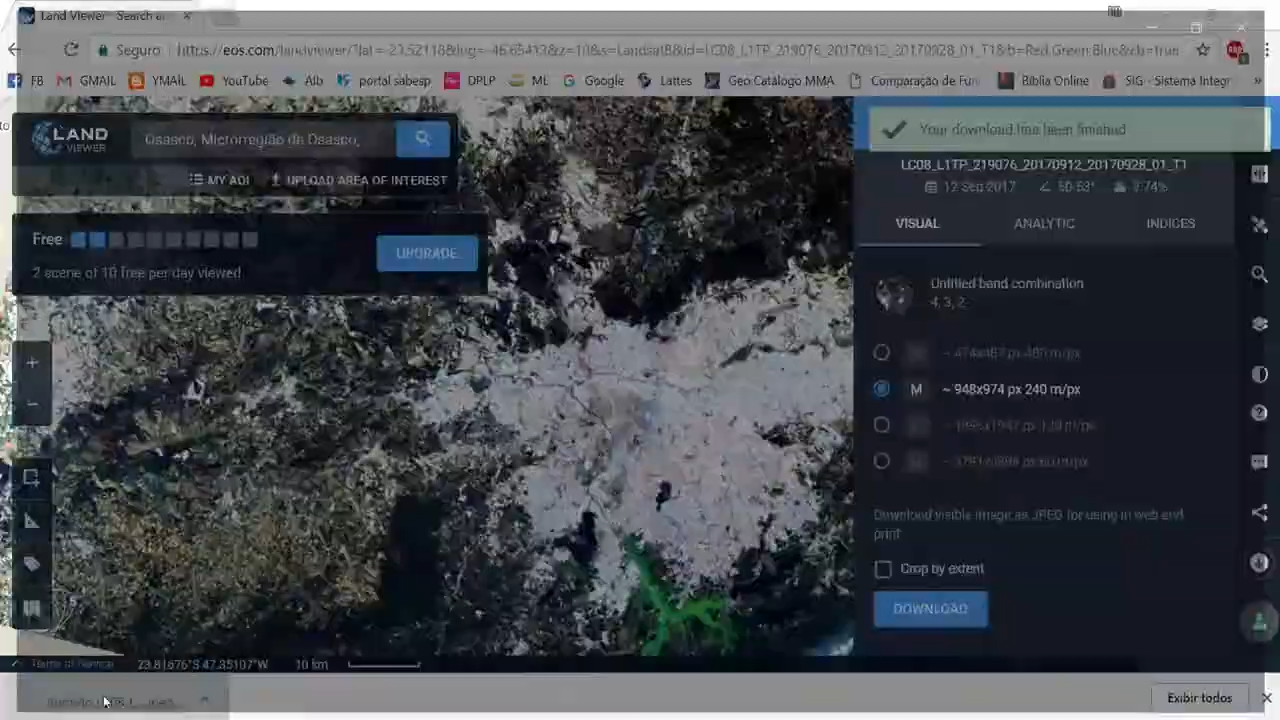 Land Viewer - Search a
Seguro
https://eos.com/landviewer/?lat=-23.52118&lng=-46.65413&z=10&s=Landsat8&id=LC08_L1TP_219076_20170912_20170928_01_T1&b=Red,Green,Blue&cb=true
FB GMAIL YMAIL YouTube Alb portal sabesp DPLP ML Google Lattes Geo Catálogo MMA Comparação de Fun Bíblia Online SIG - Sistema Integr »
LAND
VIEWER
Osasco, Microrregião de Osasco,
MY AOI UPLOAD AREA OF INTEREST
Free
UPGRADE
2 scene of 10 free per day viewed
Your download has been finished
LC08_L1TP_219076_20170912_20170928_01_T1
12 Sep 2017
VISUAL ANALYTIC INDICES
Untitled band combination
4, 3, 2
M ~ 948x974 px 240 m/px
Download visible image as JPEG for using in web and
print
Crop by extent
DOWNLOAD
10 km
Exibir todos